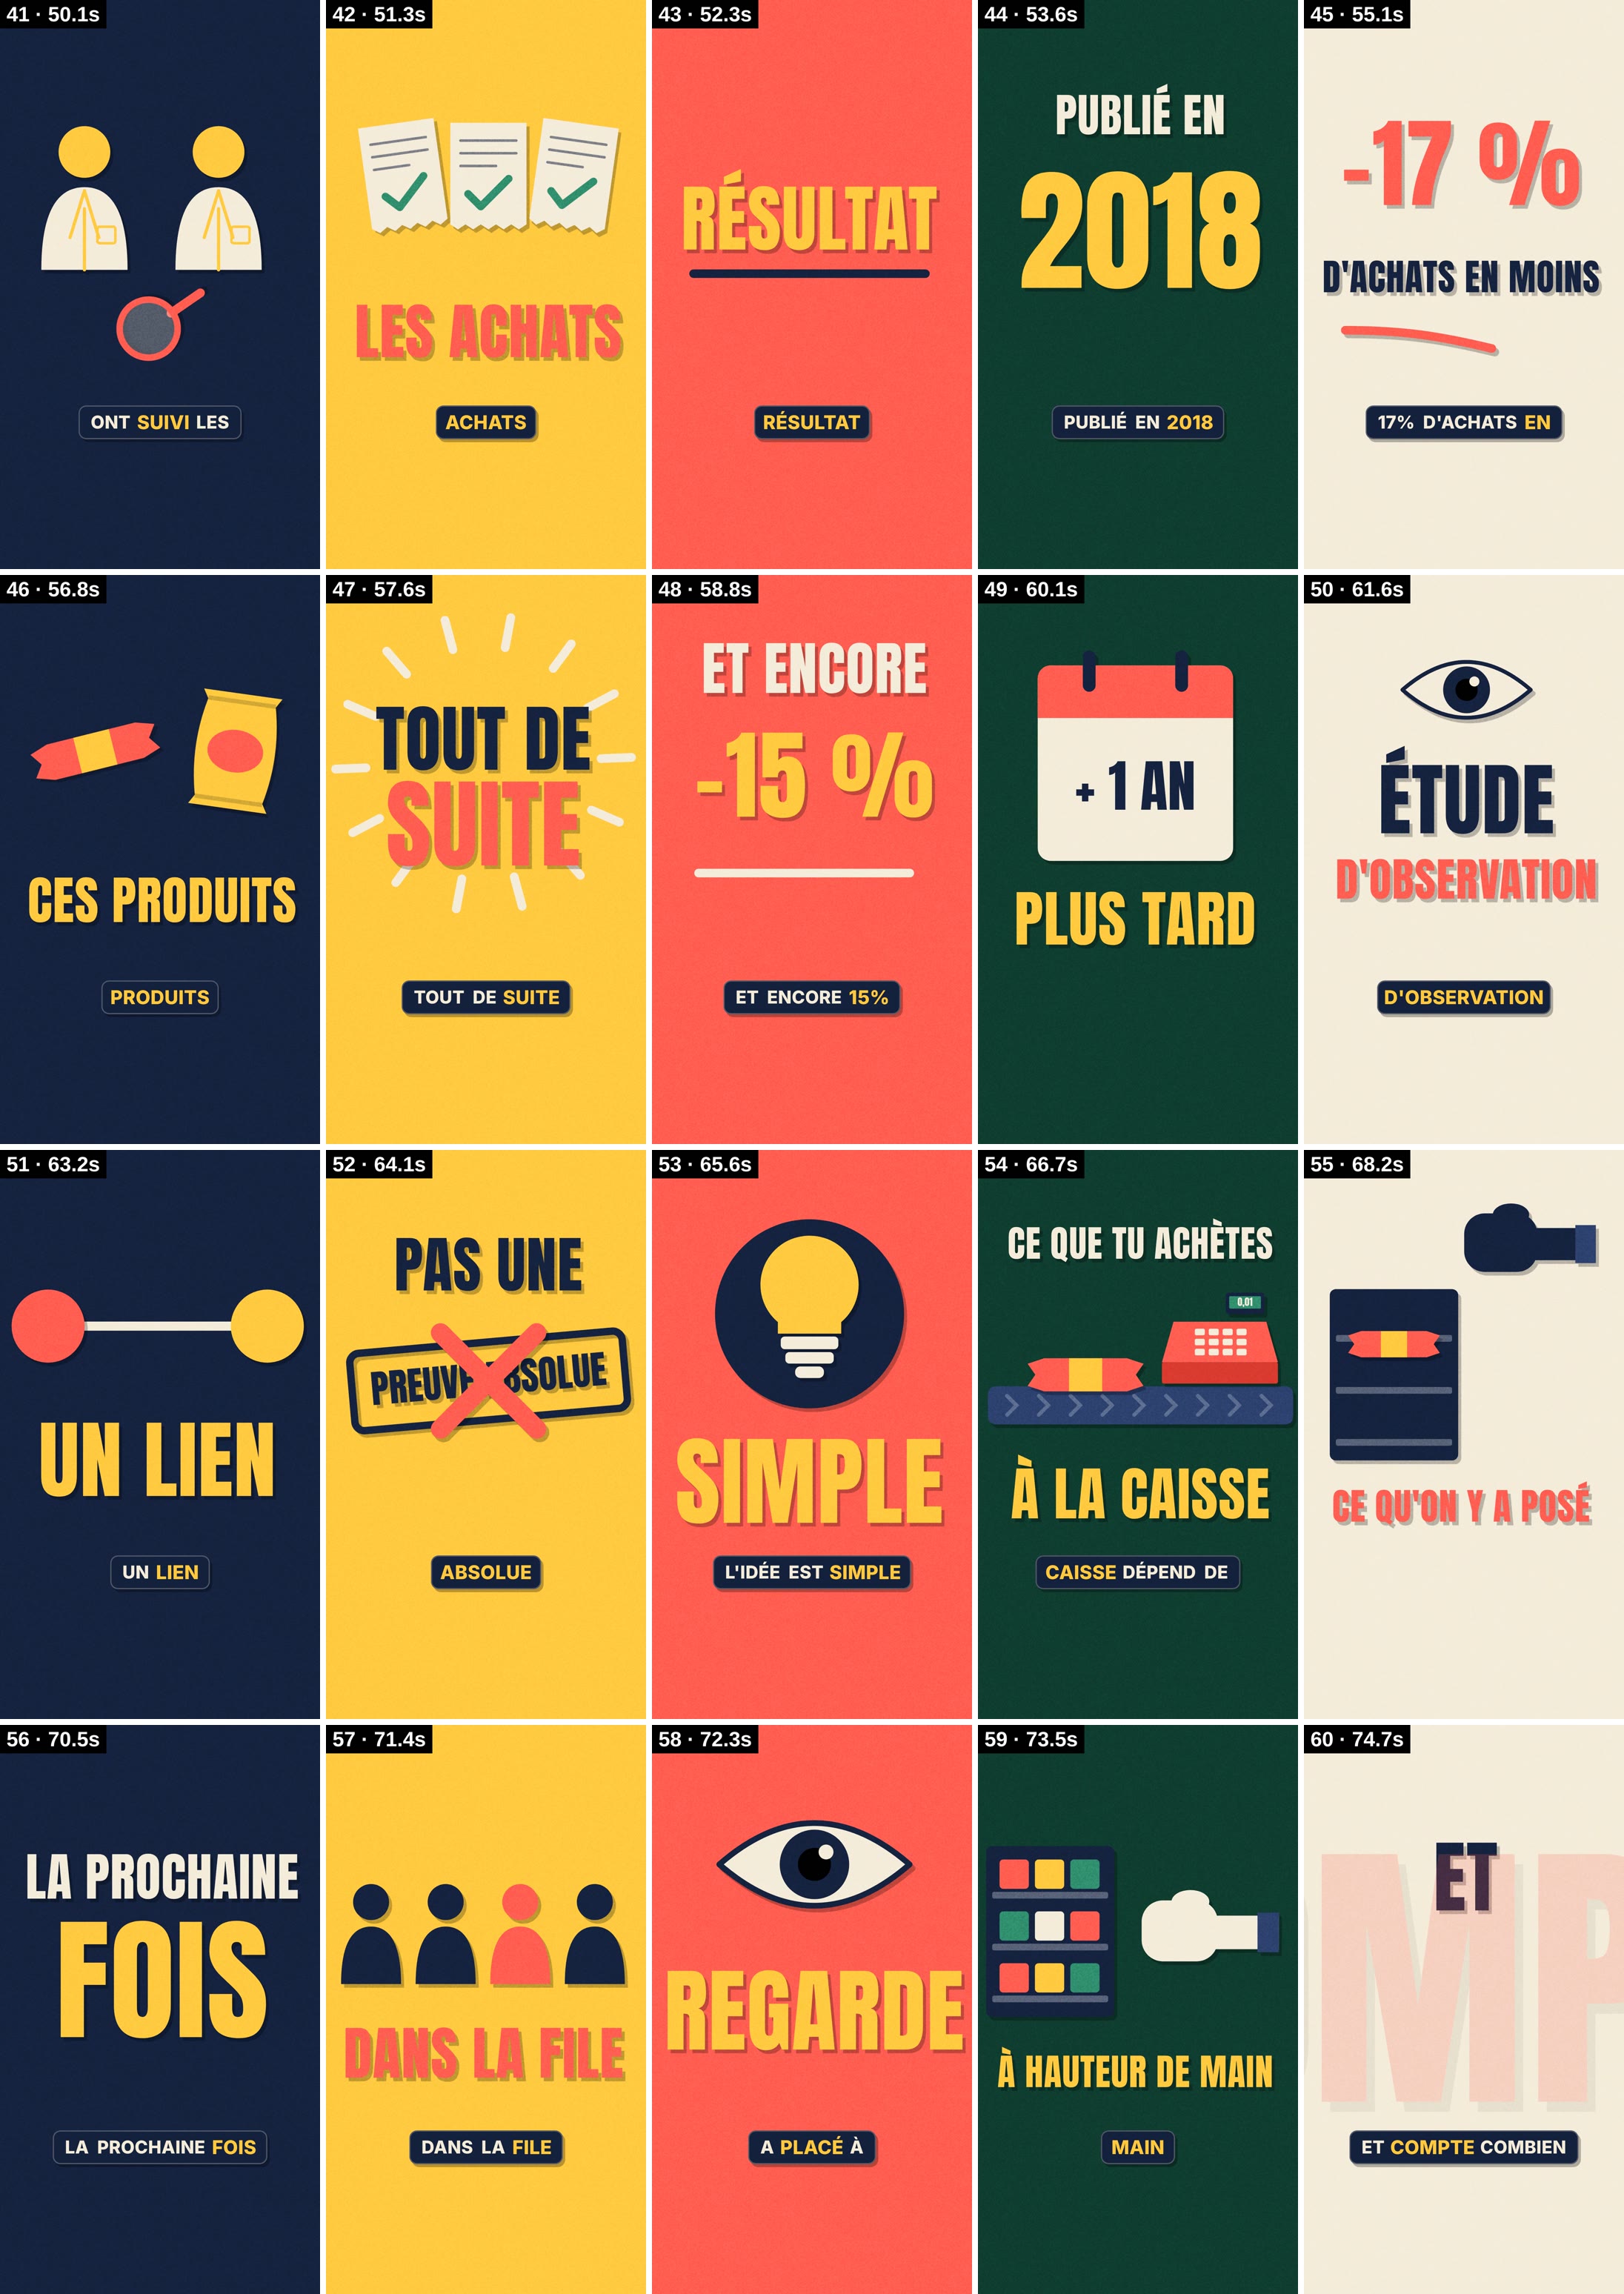 41 · 50.1s
ONT SUIVI LES
42 · 51.3s
LES ACHATS
ACHATS
43 · 52.3s
RÉSULTAT
RÉSULTAT
44 · 53.6s
PUBLIÉ EN
2018
PUBLIÉ EN 2018
45 · 55.1s
-17 %
D'ACHATS EN MOINS
17% D'ACHATS EN
46 · 56.8s
CES PRODUITS
PRODUITS
47 · 57.6s
TOUT DE
SUITE
TOUT DE SUITE
48 · 58.8s
ET ENCORE
-15 %
ET ENCORE 15%
49 · 60.1s
+ 1 AN
PLUS TARD
50 · 61.6s
ÉTUDE
D'OBSERVATION
D'OBSERVATION
51 · 63.2s
UN LIEN
UN LIEN
52 · 64.1s
PAS UNE
PREUVE ABSOLUE
ABSOLUE
53 · 65.6s
SIMPLE
L'IDÉE EST SIMPLE
54 · 66.7s
CE QUE TU ACHÈTES
0,01
À LA CAISSE
CAISSE DÉPEND DE
55 · 68.2s
CE QU'ON Y A POSÉ
56 · 70.5s
LA PROCHAINE
FOIS
LA PROCHAINE FOIS
57 · 71.4s
DANS LA FILE
DANS LA FILE
58 · 72.3s
REGARDE
A PLACÉ À
59 · 73.5s
À HAUTEUR DE MAIN
MAIN
60 · 74.7s
ET
MP
ET COMPTE COMBIEN